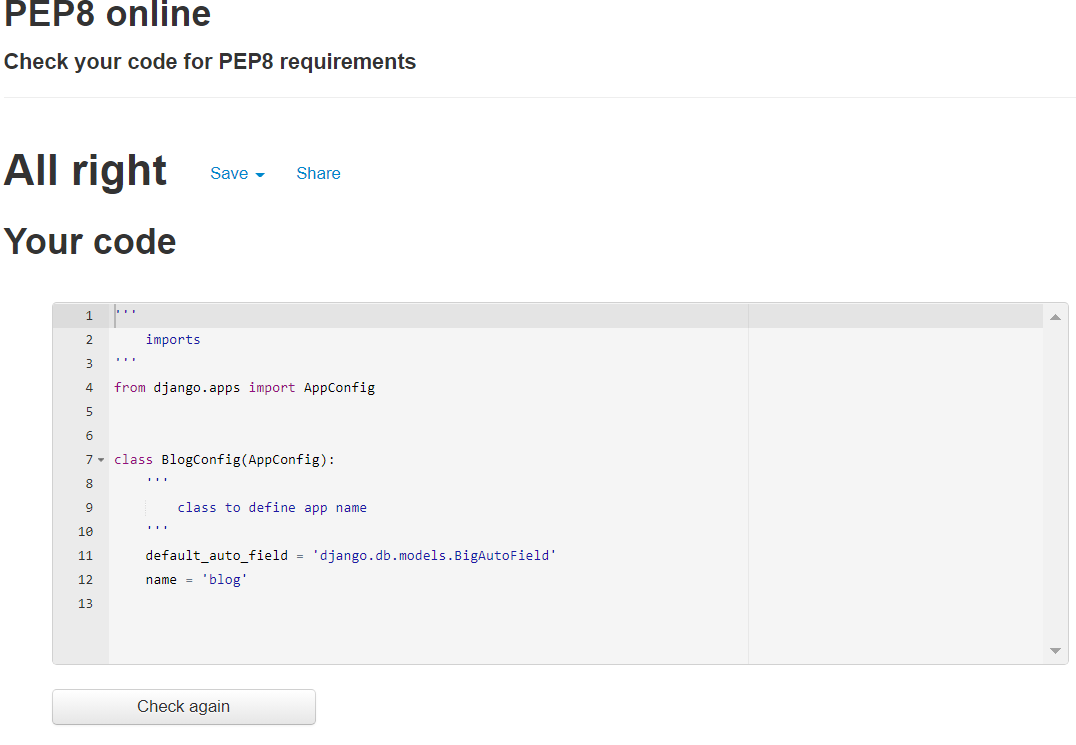 PEP8 online
Check your code for PEP8 requirements
All right Save Share
Your code
1 '''
2 imports
3 '''
4 from django.apps import AppConfig
5
6
7 class BlogConfig(AppConfig):
8 '''
9 class to define app name
10 '''
11 default_auto_field = 'django.db.models.BigAutoField'
12 name = 'blog'
13
Check again